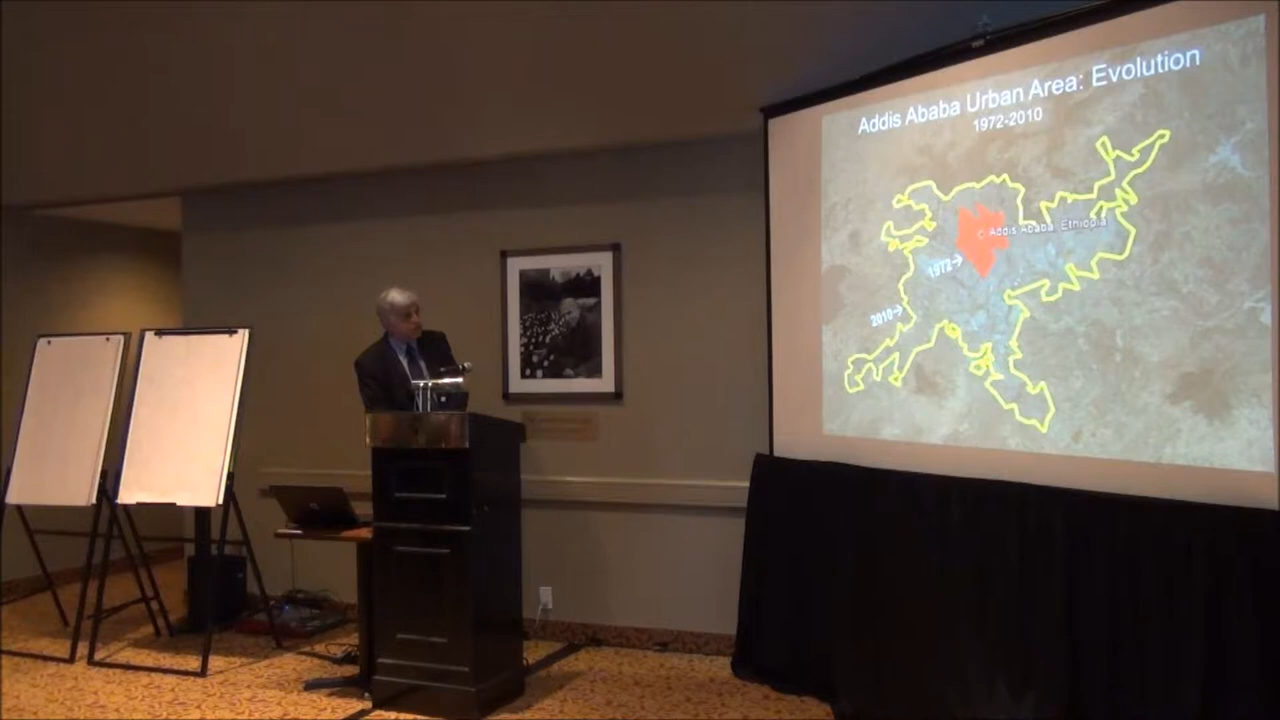 Addis Ababa Urban Area: Evolution
1972-2010
Addis Ababa, Ethiopia
1972→
2010→